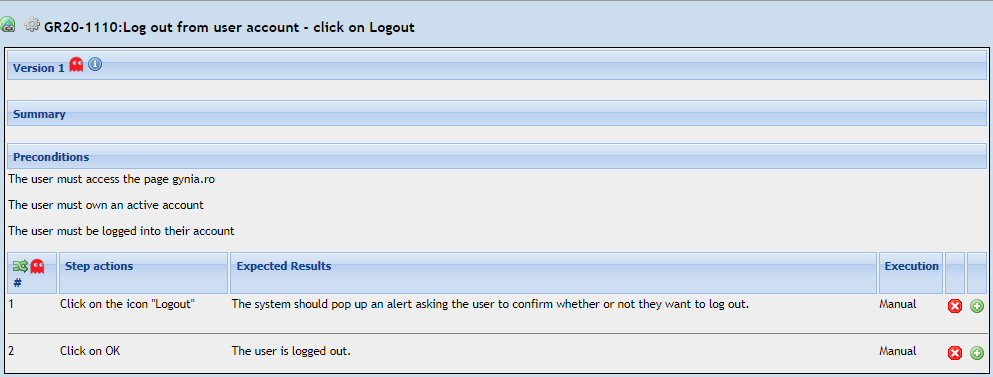 GR20-1110:Log out from user account - click on Logout
Version 1
Summary
Preconditions
The user must access the page gynia.ro
The user must own an active account
The user must be logged into their account
# Step actions Expected Results Execution
1 Click on the icon "Logout" The system should pop up an alert asking the user to confirm whether or not they want to log out. Manual
2 Click on OK The user is logged out. Manual